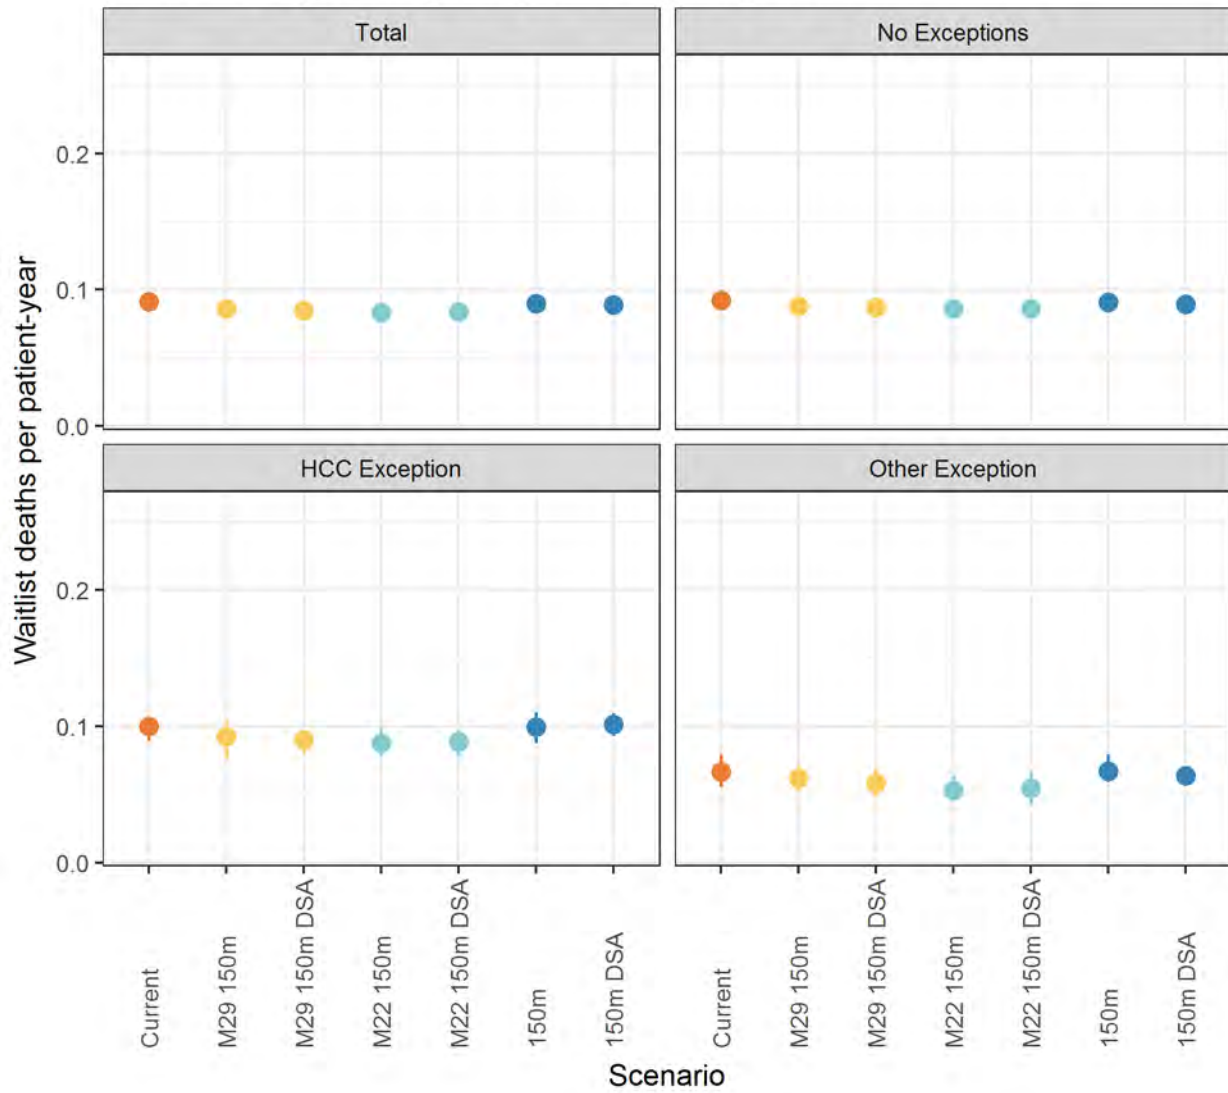 Total
No Exceptions
0.2
0.1
0.0
HCC Exception
Other Exception
0.2
0.1
0.0
Waitlist deaths per patient-year
Current
M29 150m
M29 150m DSA
M22 150m
M22 150m DSA
150m
150m DSA
Current
M29 150m
M29 150m DSA
M22 150m
M22 150m DSA
150m
150m DSA
Scenario